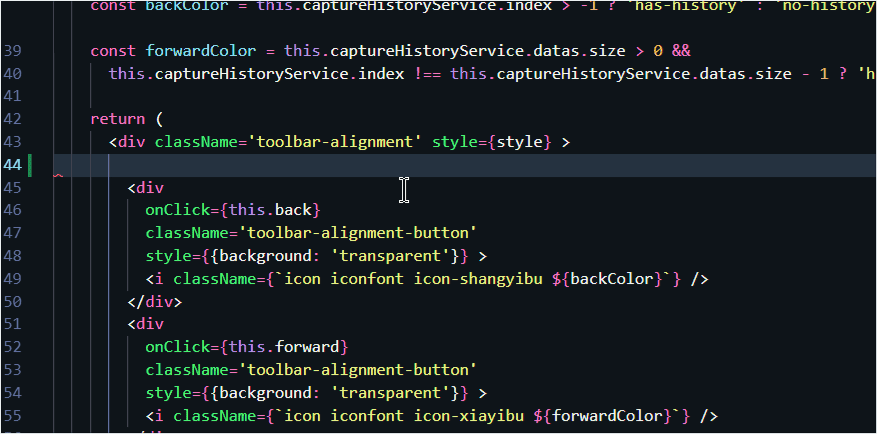 const backColor = this.captureHistoryService.index > -1 ? 'has-history' : 'no-history
39 const forwardColor = this.captureHistoryService.datas.size > 0 &&
40 this.captureHistoryService.index !== this.captureHistoryService.datas.size - 1 ? 'h
41
42 return (
43 <div className='toolbar-alignment' style={style} >
44
45 <div
46 onClick={this.back}
47 className='toolbar-alignment-button'
48 style={{background: 'transparent'}} >
49 <i className={`icon iconfont icon-shangyibu ${backColor}`} />
50 </div>
51 <div
52 onClick={this.forward}
53 className='toolbar-alignment-button'
54 style={{background: 'transparent'}} >
55 <i className={`icon iconfont icon-xiayibu ${forwardColor}`} />